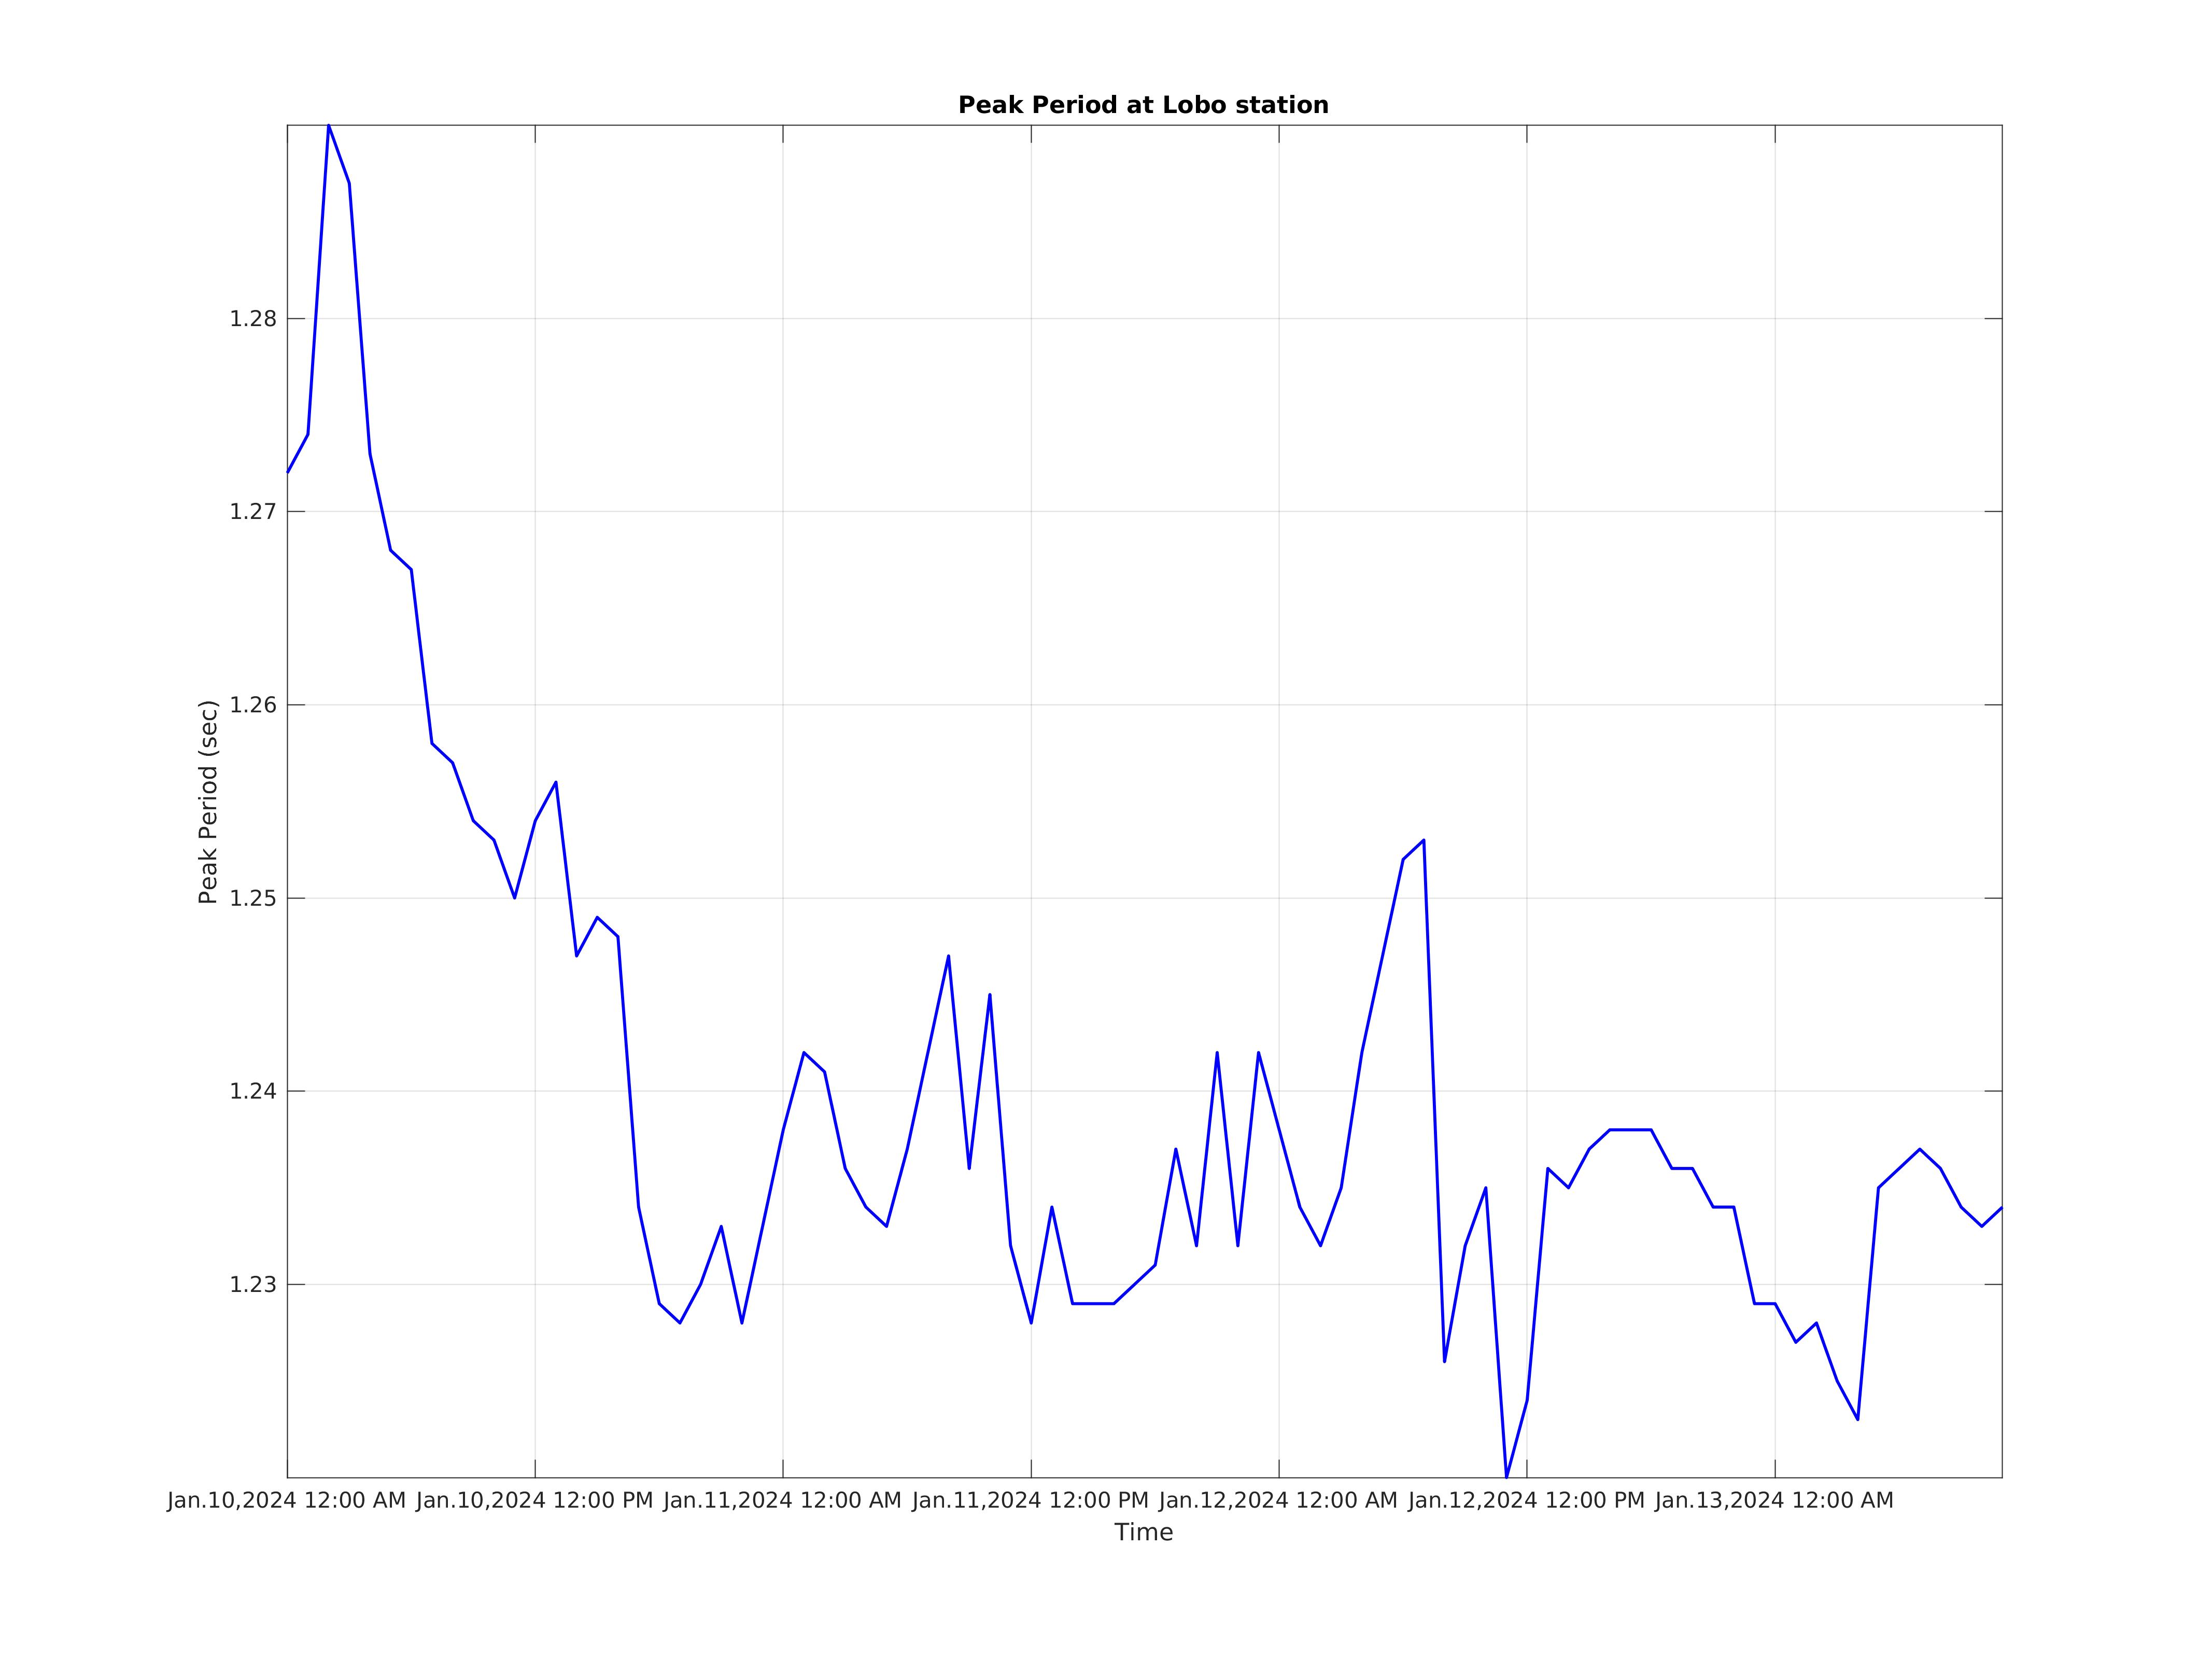 Peak Period at Lobo station
Peak Period (sec)
1.28
1.27
1.26
1.25
1.24
1.23
Jan.10,2024 12:00 AM Jan.10,2024 12:00 PM Jan.11,2024 12:00 AM Jan.11,2024 12:00 PM Jan.12,2024 12:00 AM Jan.12,2024 12:00 PM Jan.13,2024 12:00 AM
Time